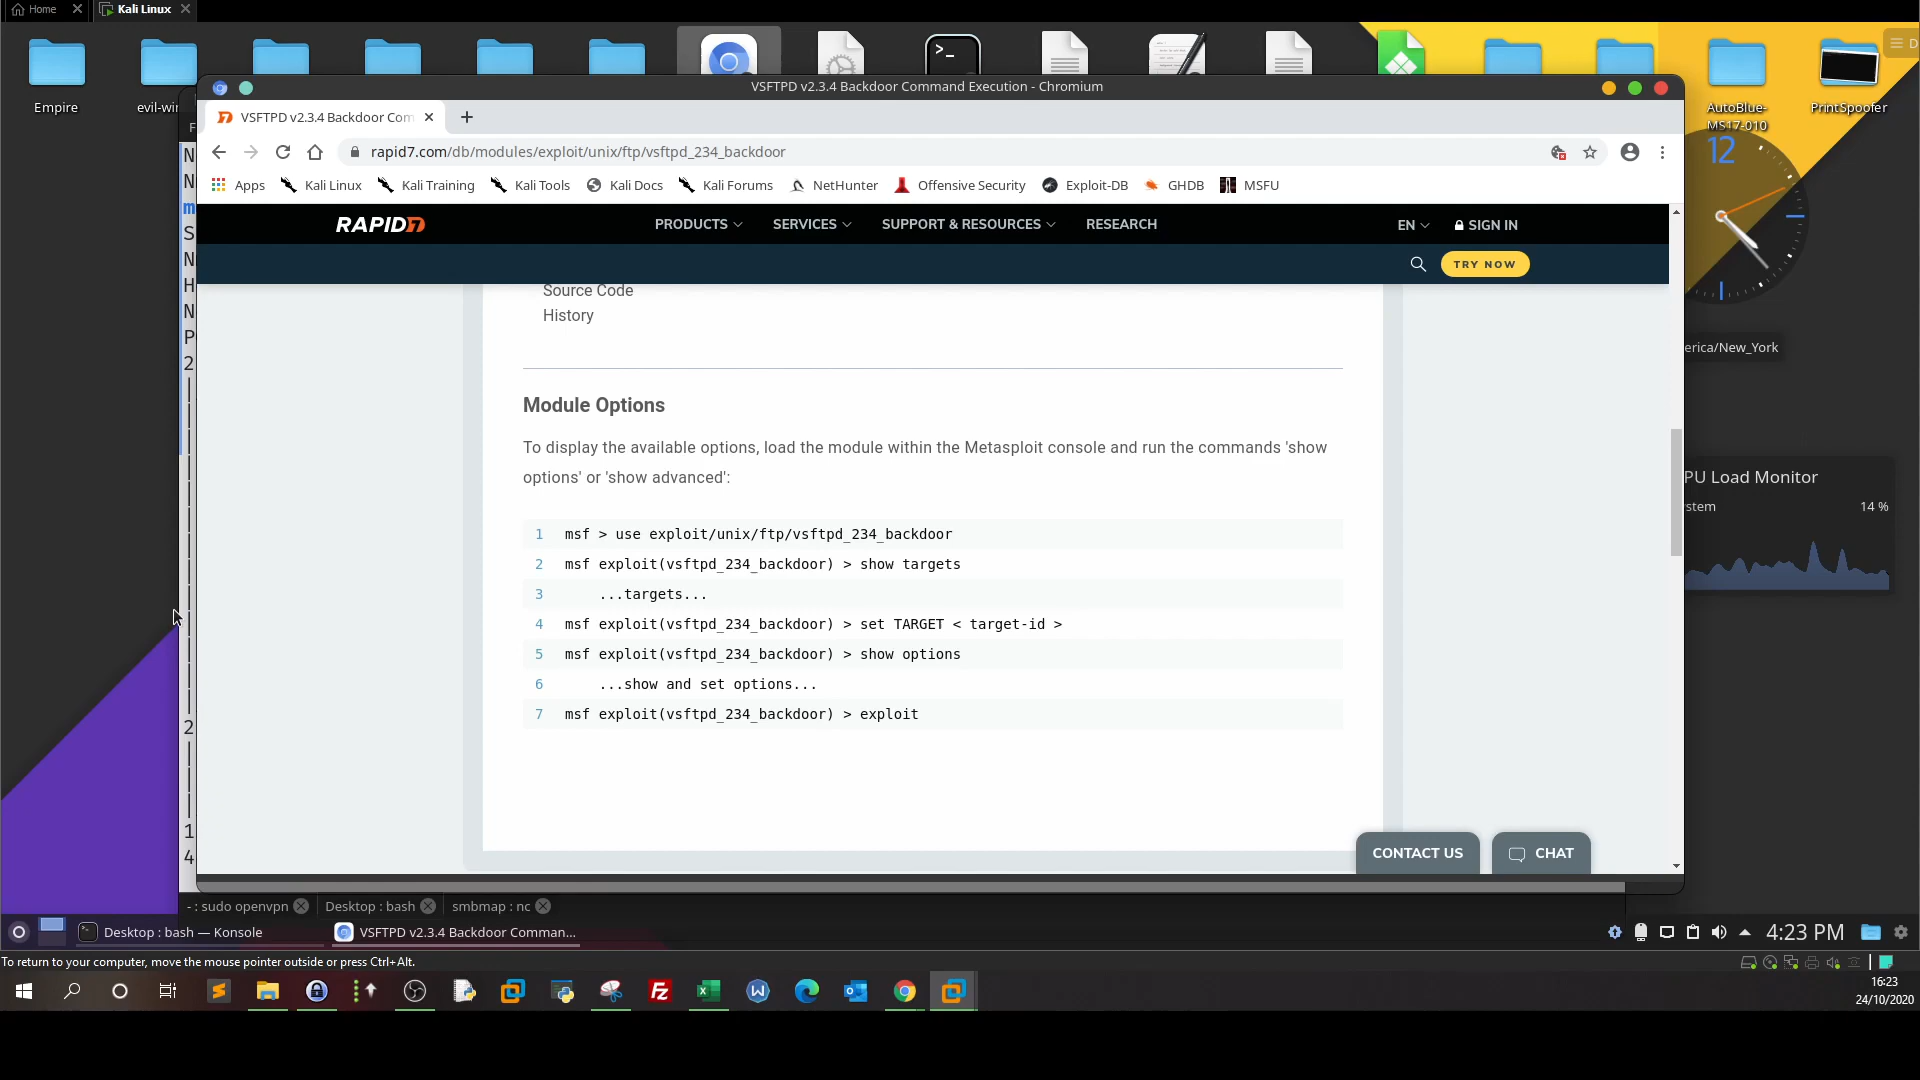 Home
Kali Linux
D
Empire
evil-wi
AutoBlue-
MS17-010
PrintSpoofer
VSFTPD v2.3.4 Backdoor Command Execution - Chromium
VSFTPD v2.3.4 Backdoor Com
rapid7.com/db/modules/exploit/unix/ftp/vsftpd_234_backdoor
Apps Kali Linux Kali Training Kali Tools Kali Docs Kali Forums NetHunter Offensive Security Exploit-DB GHDB MSFU
RAPID7
PRODUCTS SERVICES SUPPORT & RESOURCES RESEARCH
EN SIGN IN
TRY NOW
Source Code
History
Module Options
To display the available options, load the module within the Metasploit console and run the commands 'show
options' or 'show advanced':
1 msf > use exploit/unix/ftp/vsftpd_234_backdoor
2 msf exploit(vsftpd_234_backdoor) > show targets
3 ...targets...
4 msf exploit(vsftpd_234_backdoor) > set TARGET < target-id >
5 msf exploit(vsftpd_234_backdoor) > show options
6 ...show and set options...
7 msf exploit(vsftpd_234_backdoor) > exploit
CONTACT US
CHAT
12
erica/New_York
PU Load Monitor
stem 14 %
- : sudo openvpn Desktop : bash smbmap : nc
Desktop : bash — Konsole
VSFTPD v2.3.4 Backdoor Comman...
4:23 PM
To return to your computer, move the mouse pointer outside or press Ctrl+Alt.
16:23
24/10/2020